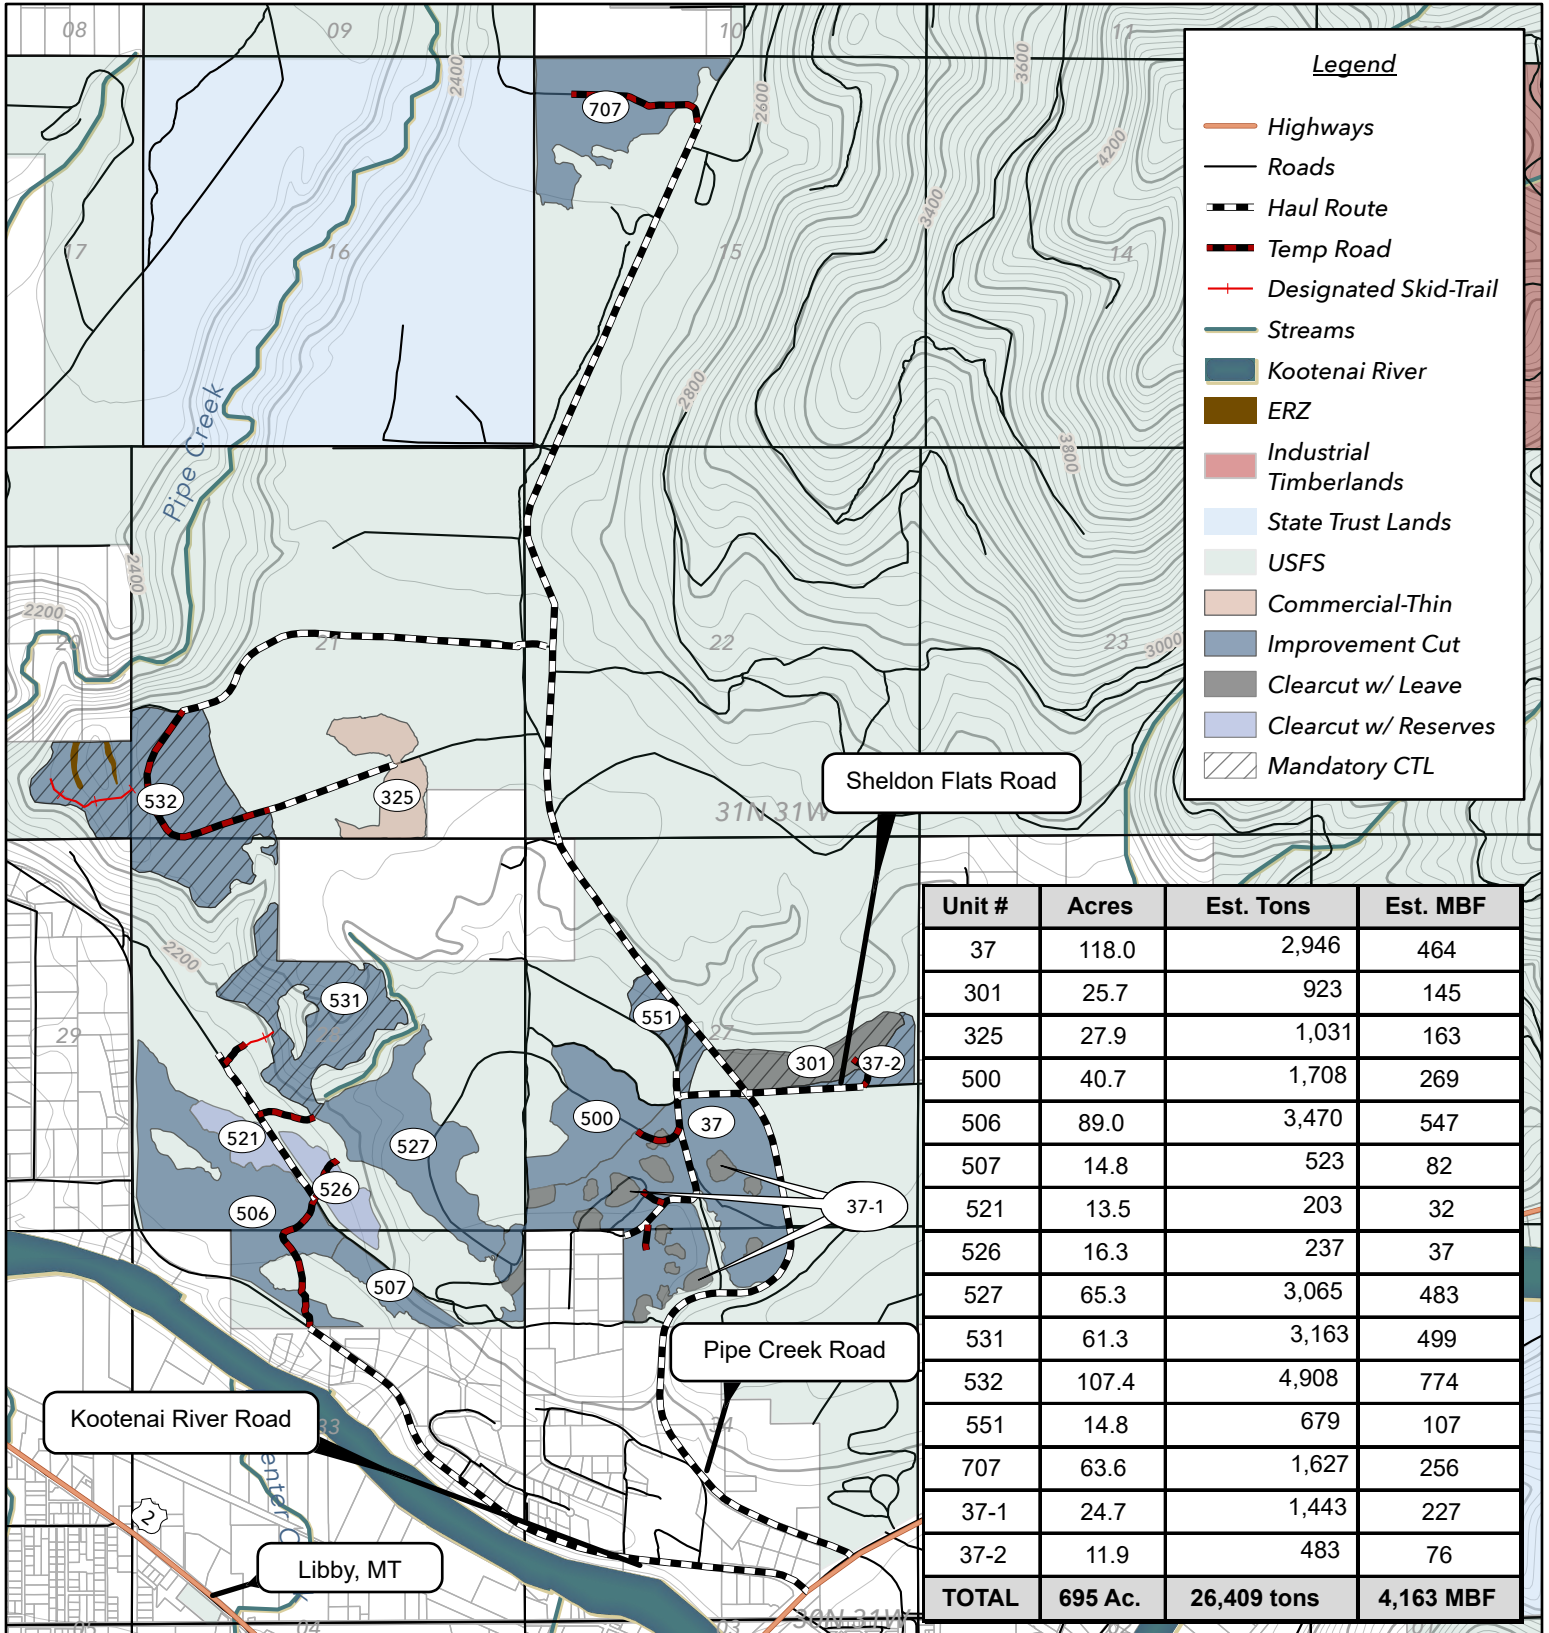 08
09
10
11
Legend
Highways
Roads
Haul Route
Temp Road
Designated Skid-Trail
Streams
Kootenai River
ERZ
Industrial
Timberlands
State Trust Lands
USFS
Commercial-Thin
Improvement Cut
Clearcut w/ Leave
Clearcut w/ Reserves
Mandatory CTL
2400
2600
3600
4200
3400
707
17
16
15
14
2800
3800
Pipe Creek
2400
2200
20
21
22
23
3000
Sheldon Flats Road
532
325
31N 31W
2200
531
551
29
27
301
37-2
500
37
521
527
526
506
37-1
507
Pipe Creek Road
Kootenai River Road
33
34
enter C
2
Libby, MT
04
03
30N 31W
Unit # Acres Est. Tons Est. MBF
37 118.0 2,946 464
301 25.7 923 145
325 27.9 1,031 163
500 40.7 1,708 269
506 89.0 3,470 547
507 14.8 523 82
521 13.5 203 32
526 16.3 237 37
527 65.3 3,065 483
531 61.3 3,163 499
532 107.4 4,908 774
551 14.8 679 107
707 63.6 1,627 256
37-1 24.7 1,443 227
37-2 11.9 483 76
TOTAL 695 Ac. 26,409 tons 4,163 MBF